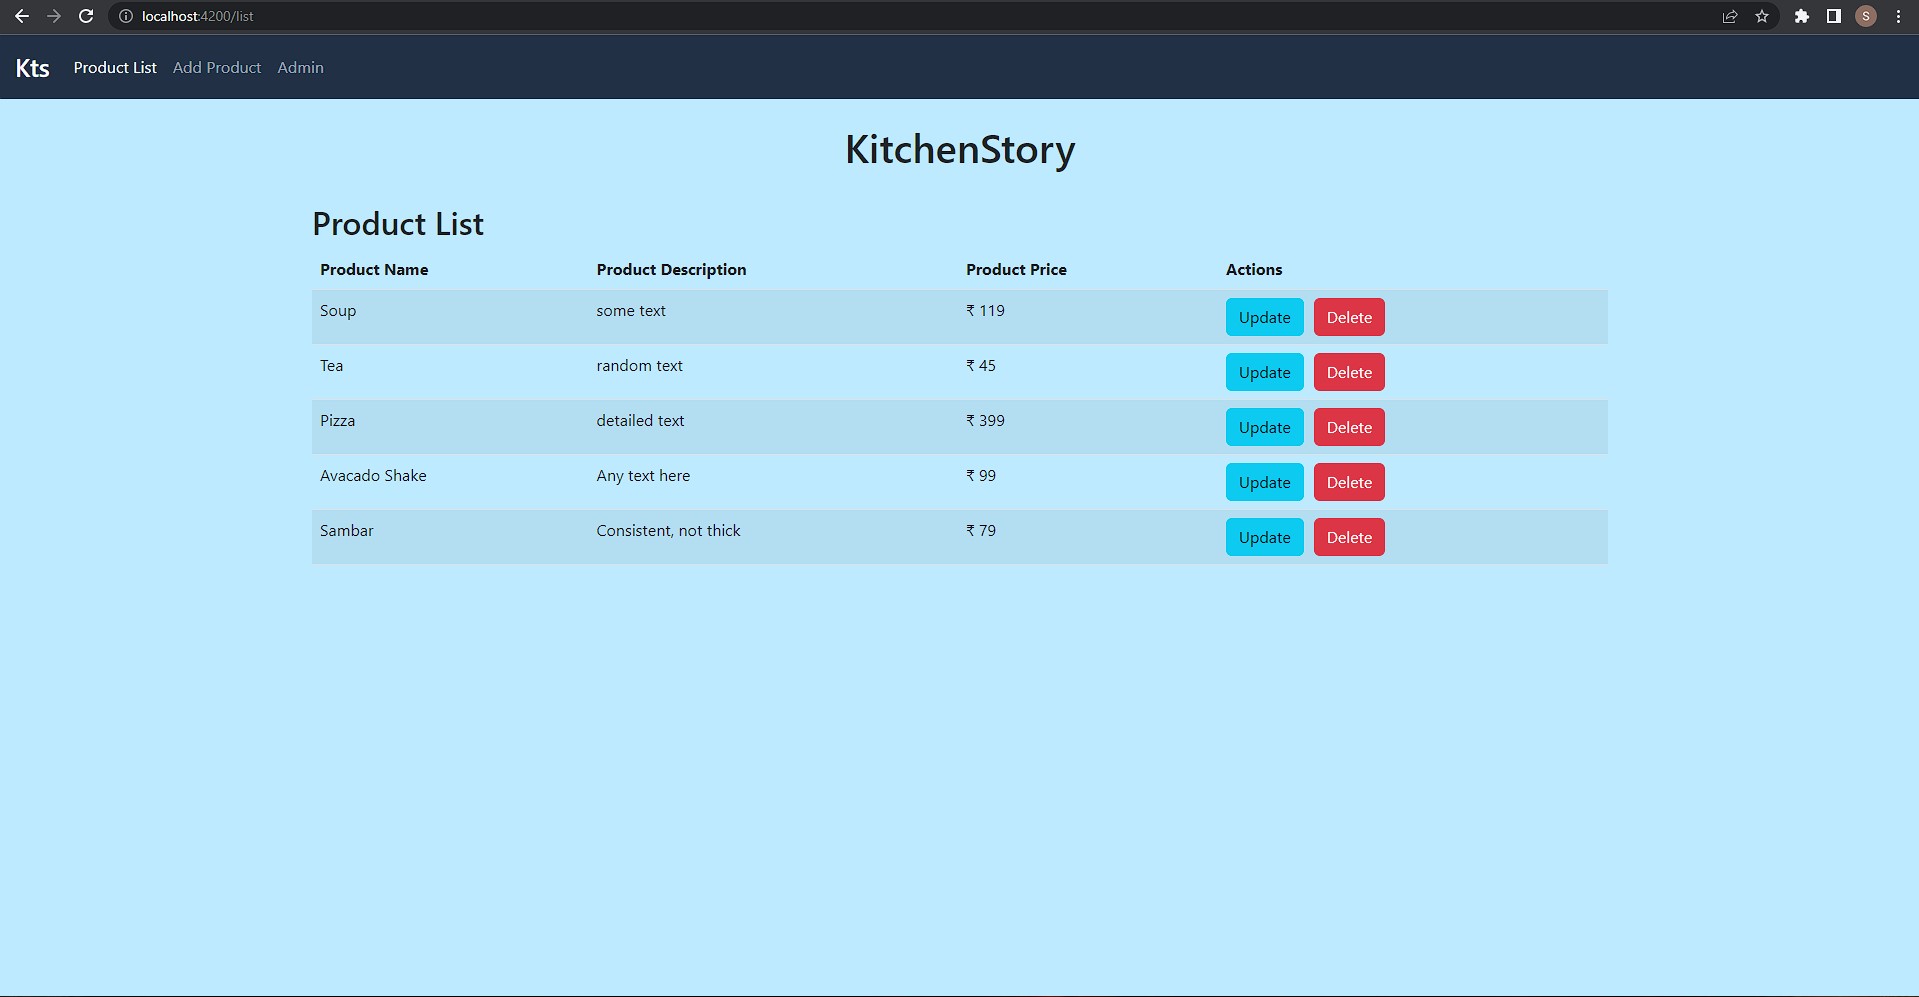 localhost:4200/list
S
Kts Product List Add Product Admin
KitchenStory
Product List
Product Name Product Description Product Price Actions
Soup some text ₹ 119 Update Delete
Tea random text ₹ 45 Update Delete
Pizza detailed text ₹ 399 Update Delete
Avacado Shake Any text here ₹ 99 Update Delete
Sambar Consistent, not thick ₹ 79 Update Delete